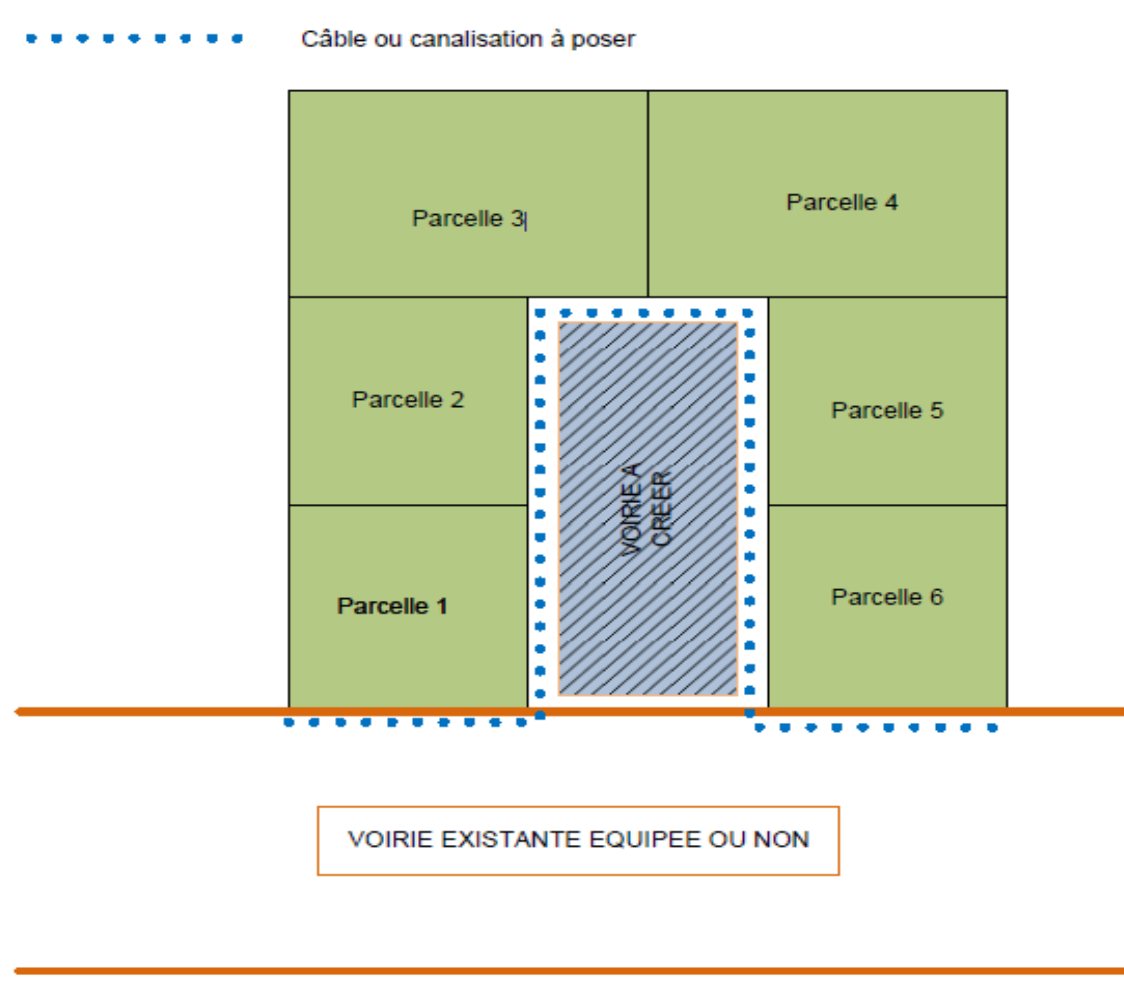 Câble ou canalisation à poser
Parcelle 3
Parcelle 4
Parcelle 2
Parcelle 5
VOIRIE A
CREER
Parcelle 1
Parcelle 6
VOIRIE EXISTANTE EQUIPEE OU NON